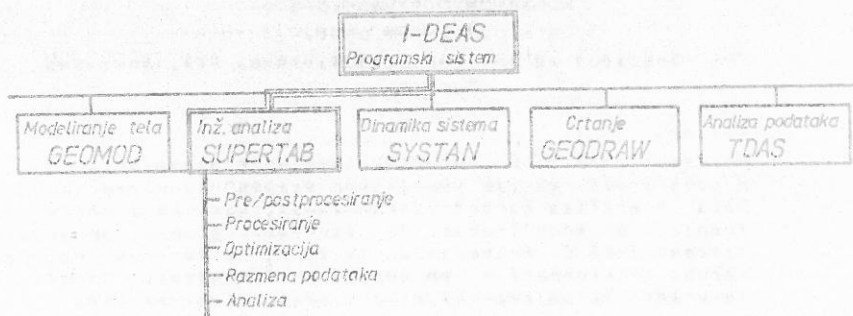 I-DEAS
Programski sistem
Modeliranje tela
GEOMOD
Inž. analiza
SUPERTAB
Dinamika sistema
SYSTAN
Crtanje
GEODRAW
Analiza podataka
TDAS
Pre/postprocesiranje
Procesiranje
Optimizacija
Razmena podataka
Analiza